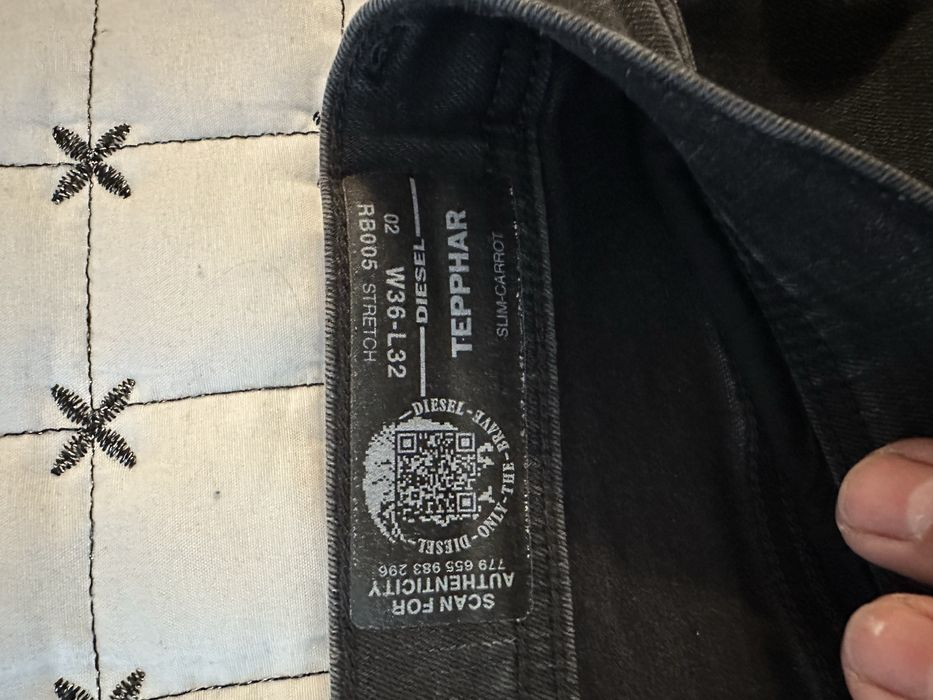 SLIM-CARROT
TEPPHAR
DIESEL
02 W36-L32
RB005 STRETCH
DIESEL-BRAVE-THE-ONLY-DIESEL-
779 655 983 296
SCAN FOR
AUTHENTICITY